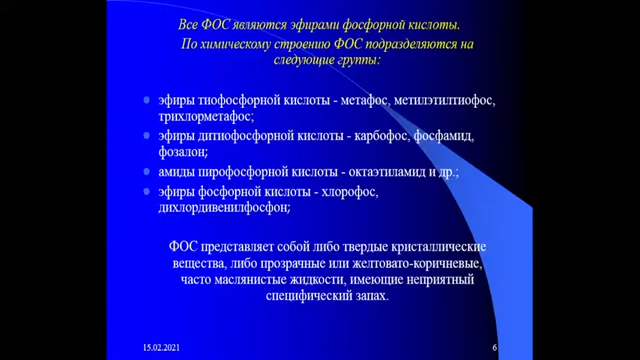 Все ФОС являются эфирами фосфорной кислоты.
По химическому строению ФОС подразделяются на
следующие группы:
эфиры тиофосфорной кислоты - метафос, метилэтилтиофос,
трихлорметафос;
эфиры дитиофосфорной кислоты - карбофос, фосфамид,
фозалон;
амиды пирофосфорной кислоты - октаэтиламид и др.;
эфиры фосфорной кислоты - хлорофос,
дихлордивенилфосфон;
ФОС представляет собой либо твердые кристаллические
вещества, либо прозрачные или желтовато-коричневые,
часто маслянистые жидкости, имеющие неприятный
специфический запах.
15.02.2021
6